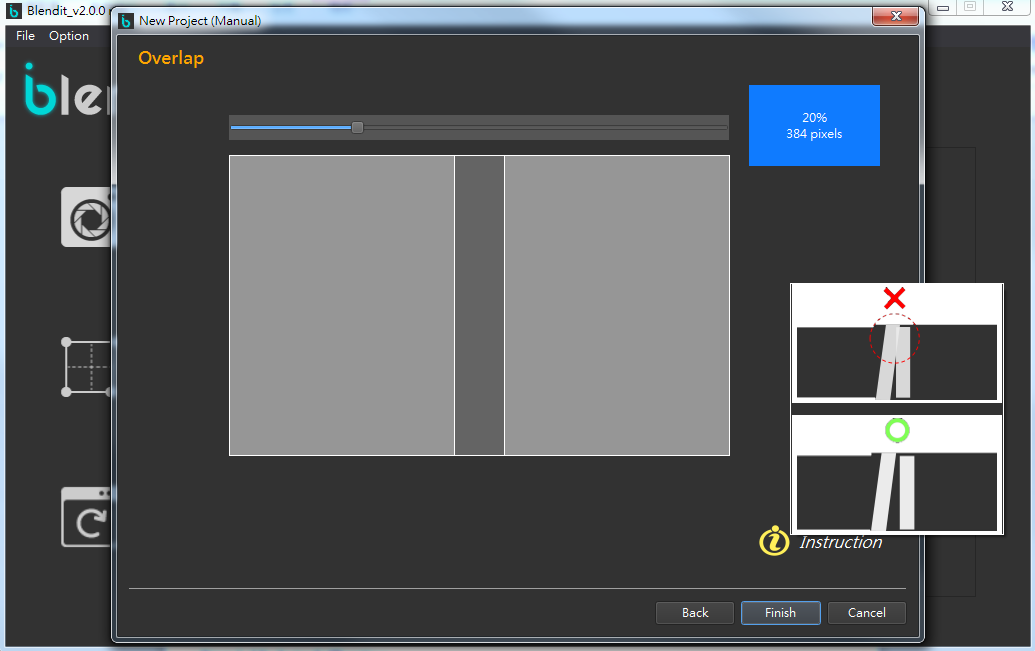 Blendit_v2.0.0
New Project (Manual)
File Option
Overlap
20%
384 pixels
Instruction
Back Finish Cancel